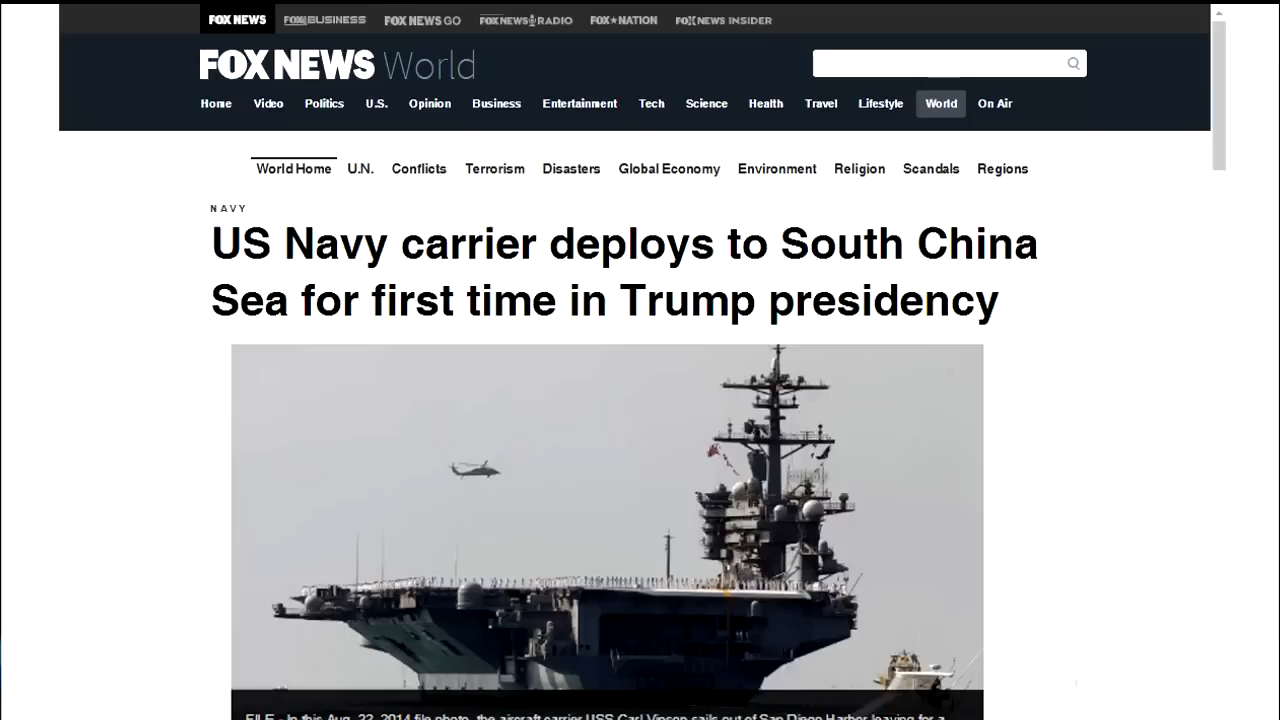 FOX NEWS FOX BUSINESS FOX NEWS GO FOX NEWS RADIO FOX NATION FOX NEWS INSIDER
FOX NEWS World
Home Video Politics U.S. Opinion Business Entertainment Tech Science Health Travel Lifestyle World On Air
World Home U.N. Conflicts Terrorism Disasters Global Economy Environment Religion Scandals Regions
NAVY
US Navy carrier deploys to South China
Sea for first time in Trump presidency
FILE - In this Aug. 22, 2014 file photo, the aircraft carrier USS Carl Vinson sails out of San Diego Harbor leaving for a